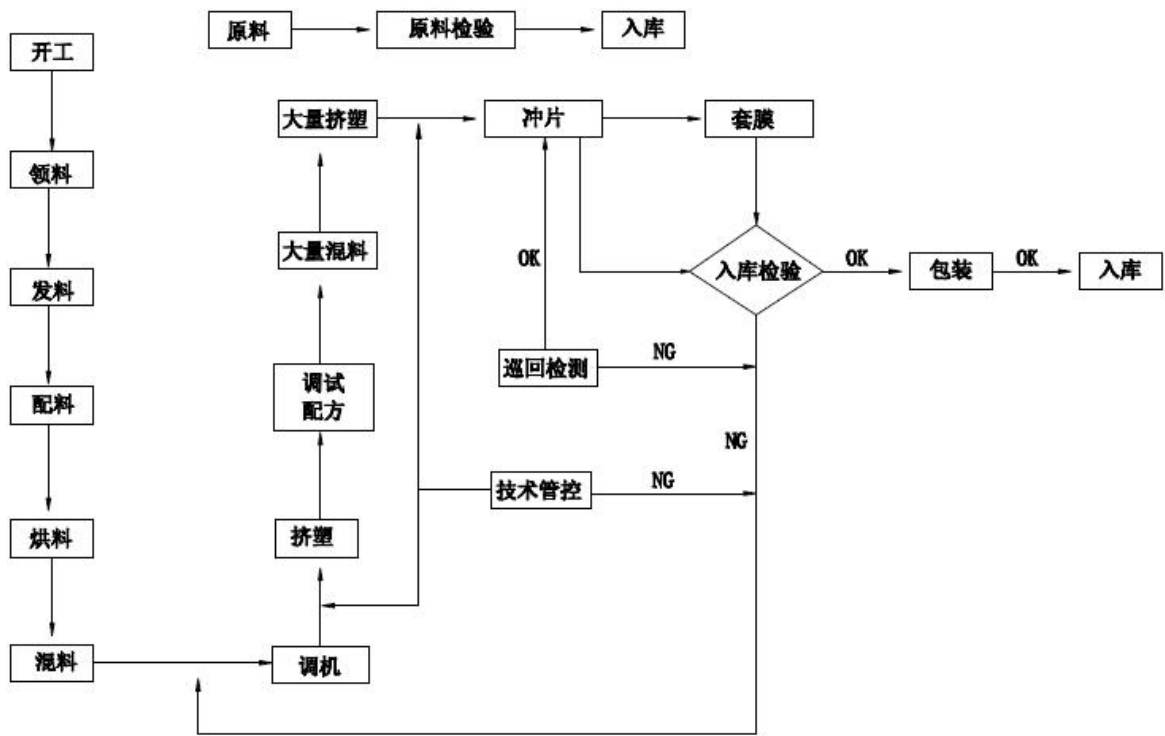 原料
原料检验
入库
开工
大量挤塑
冲片
套膜
领料
大量混料
OK
入库检验
OK
包装
OK
入库
发料
巡回检测
NG
调试
配方
配料
NG
技术管控
NG
挤塑
烘料
混料
调机